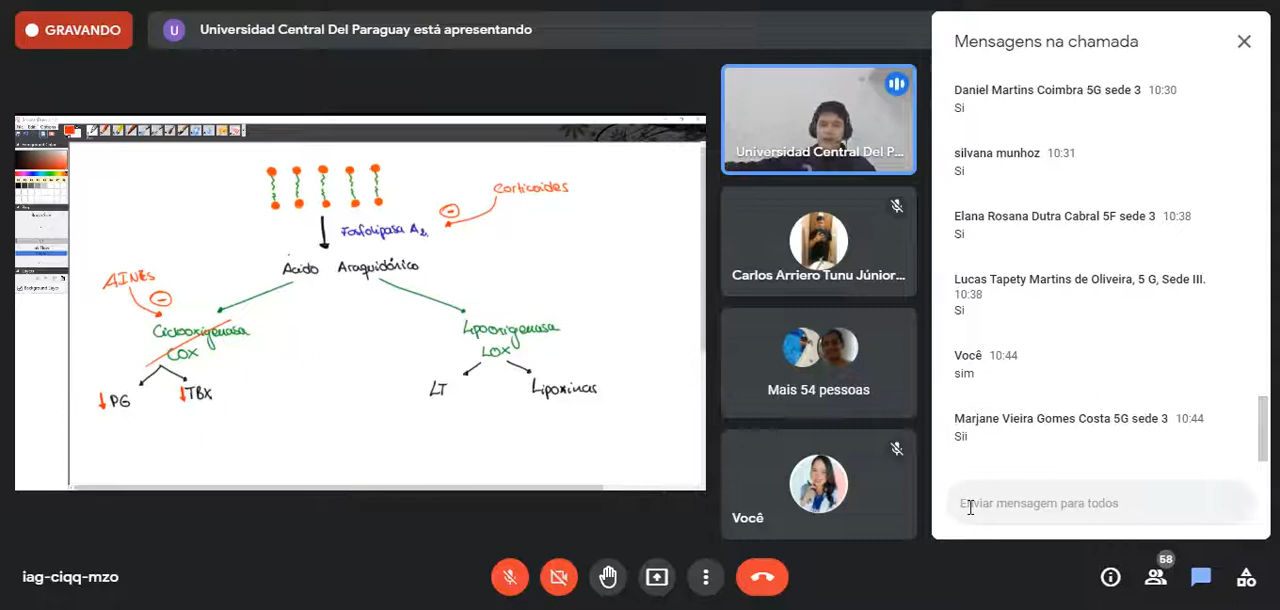 GRAVANDO
U
Universidad Central Del Paraguay está apresentando
Corticoides
Fosfolipasa A2
Ácido Araquidónico
AINEs
Ciclooxigenasa
COX
PG
TBX
Lipooxigenasa
LOX
LT
Lipoxinas
Universidad Central Del P...
Carlos Arriero Tunu Júnior...
Mais 54 pessoas
Você
Mensagens na chamada
Daniel Martins Coimbra 5G sede 3 10:30
Si
silvana munhoz 10:31
Si
Elana Rosana Dutra Cabral 5F sede 3 10:38
Si
Lucas Tapety Martins de Oliveira, 5 G, Sede III.
10:38
Si
Você 10:44
sim
Marjane Vieira Gomes Costa 5G sede 3 10:44
Sii
Enviar mensagem para todos
iag-ciqq-mzo
58